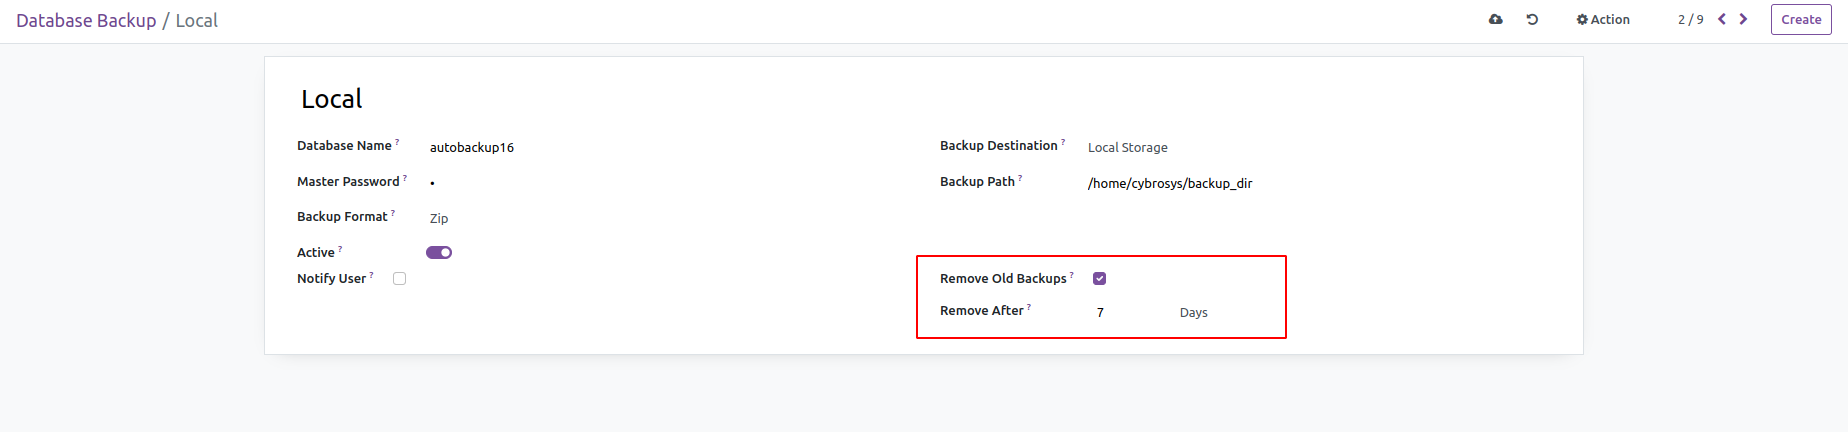 Database Backup / Local
Action
2 / 9
Create
Local
Database Name ? autobackup16
Backup Destination ? Local Storage
Master Password ? •
Backup Path ? /home/cybrosys/backup_dir
Backup Format ? Zip
Active ?
Notify User ?
Remove Old Backups ?
Remove After ? 7 Days